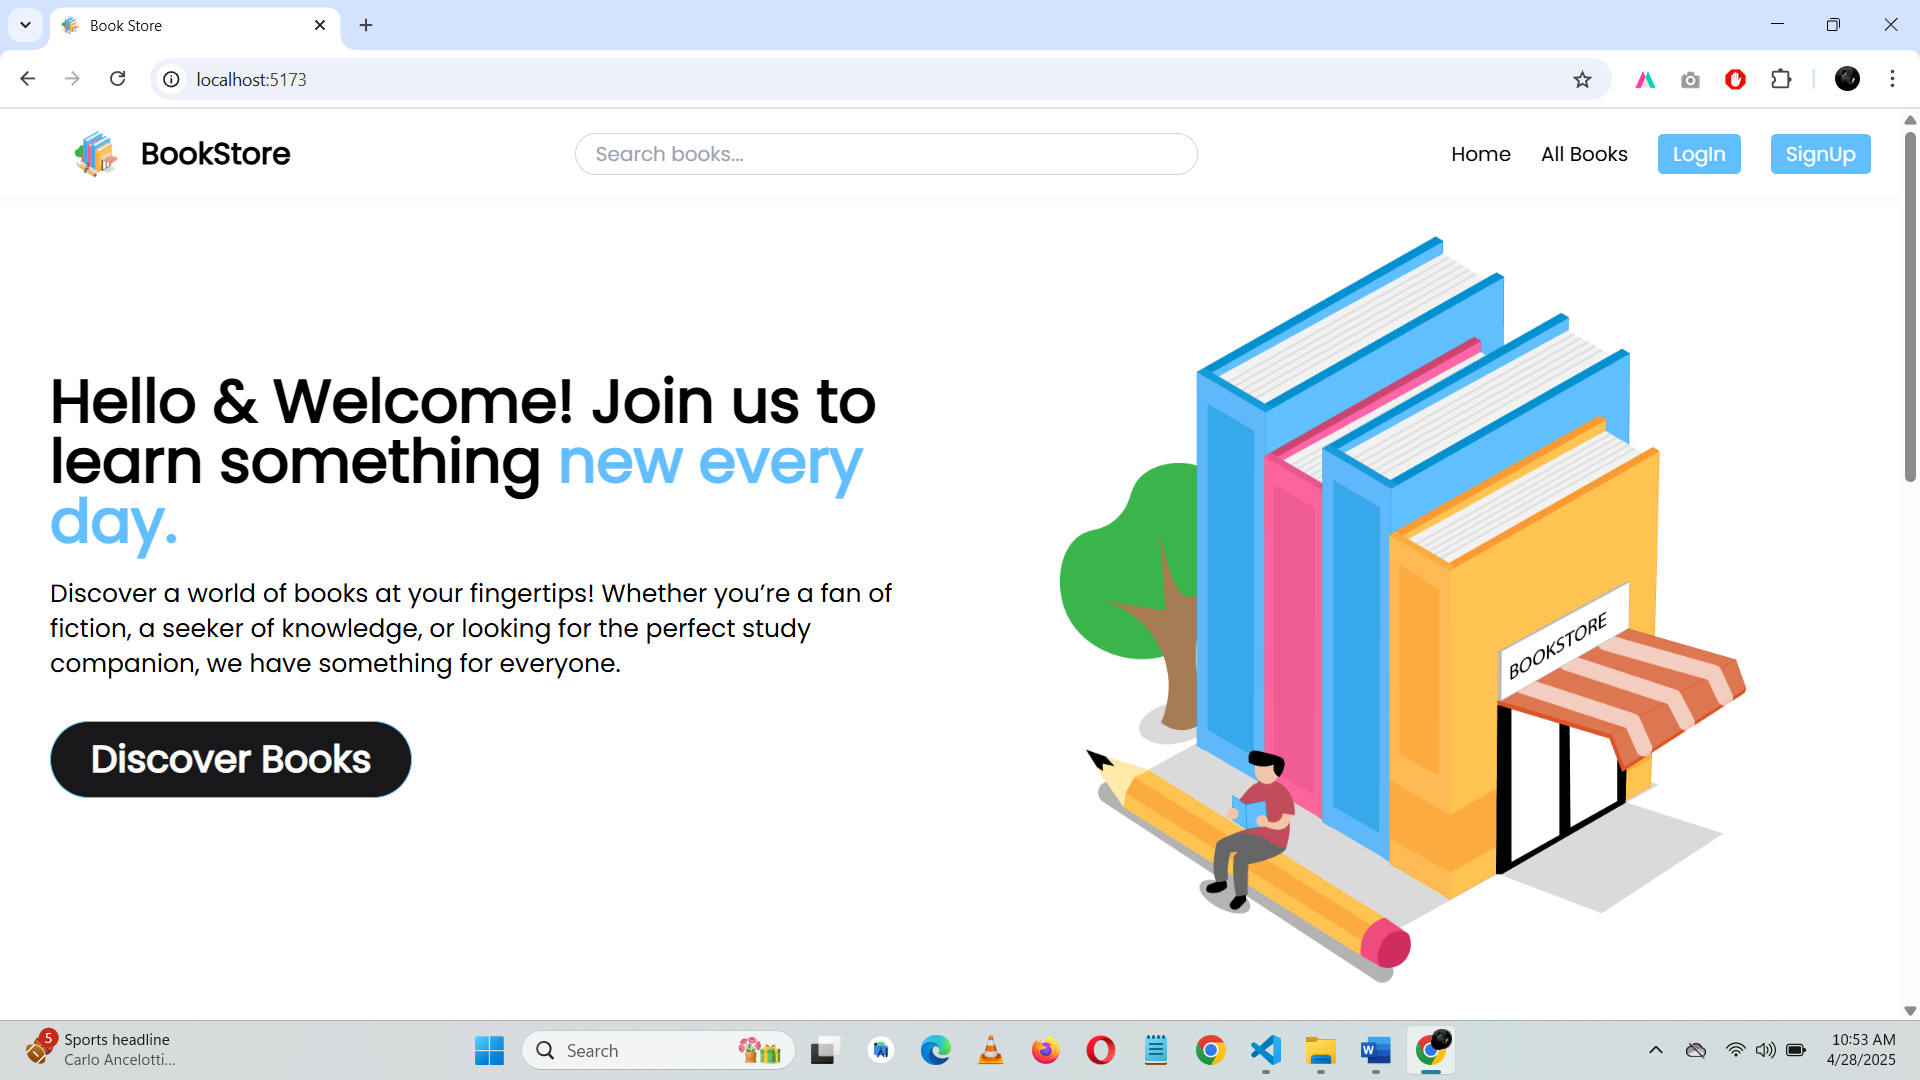 Book Store
localhost:5173
BookStore
Search books...
Home
All Books
LogIn
SignUp
Hello & Welcome! Join us to
learn something new every
day.
Discover a world of books at your fingertips! Whether you’re a fan of
fiction, a seeker of knowledge, or looking for the perfect study
companion, we have something for everyone.
Discover Books
BOOKSTORE
5
Sports headline
Carlo Ancelotti...
Search
AI
W
10:53 AM
4/28/2025